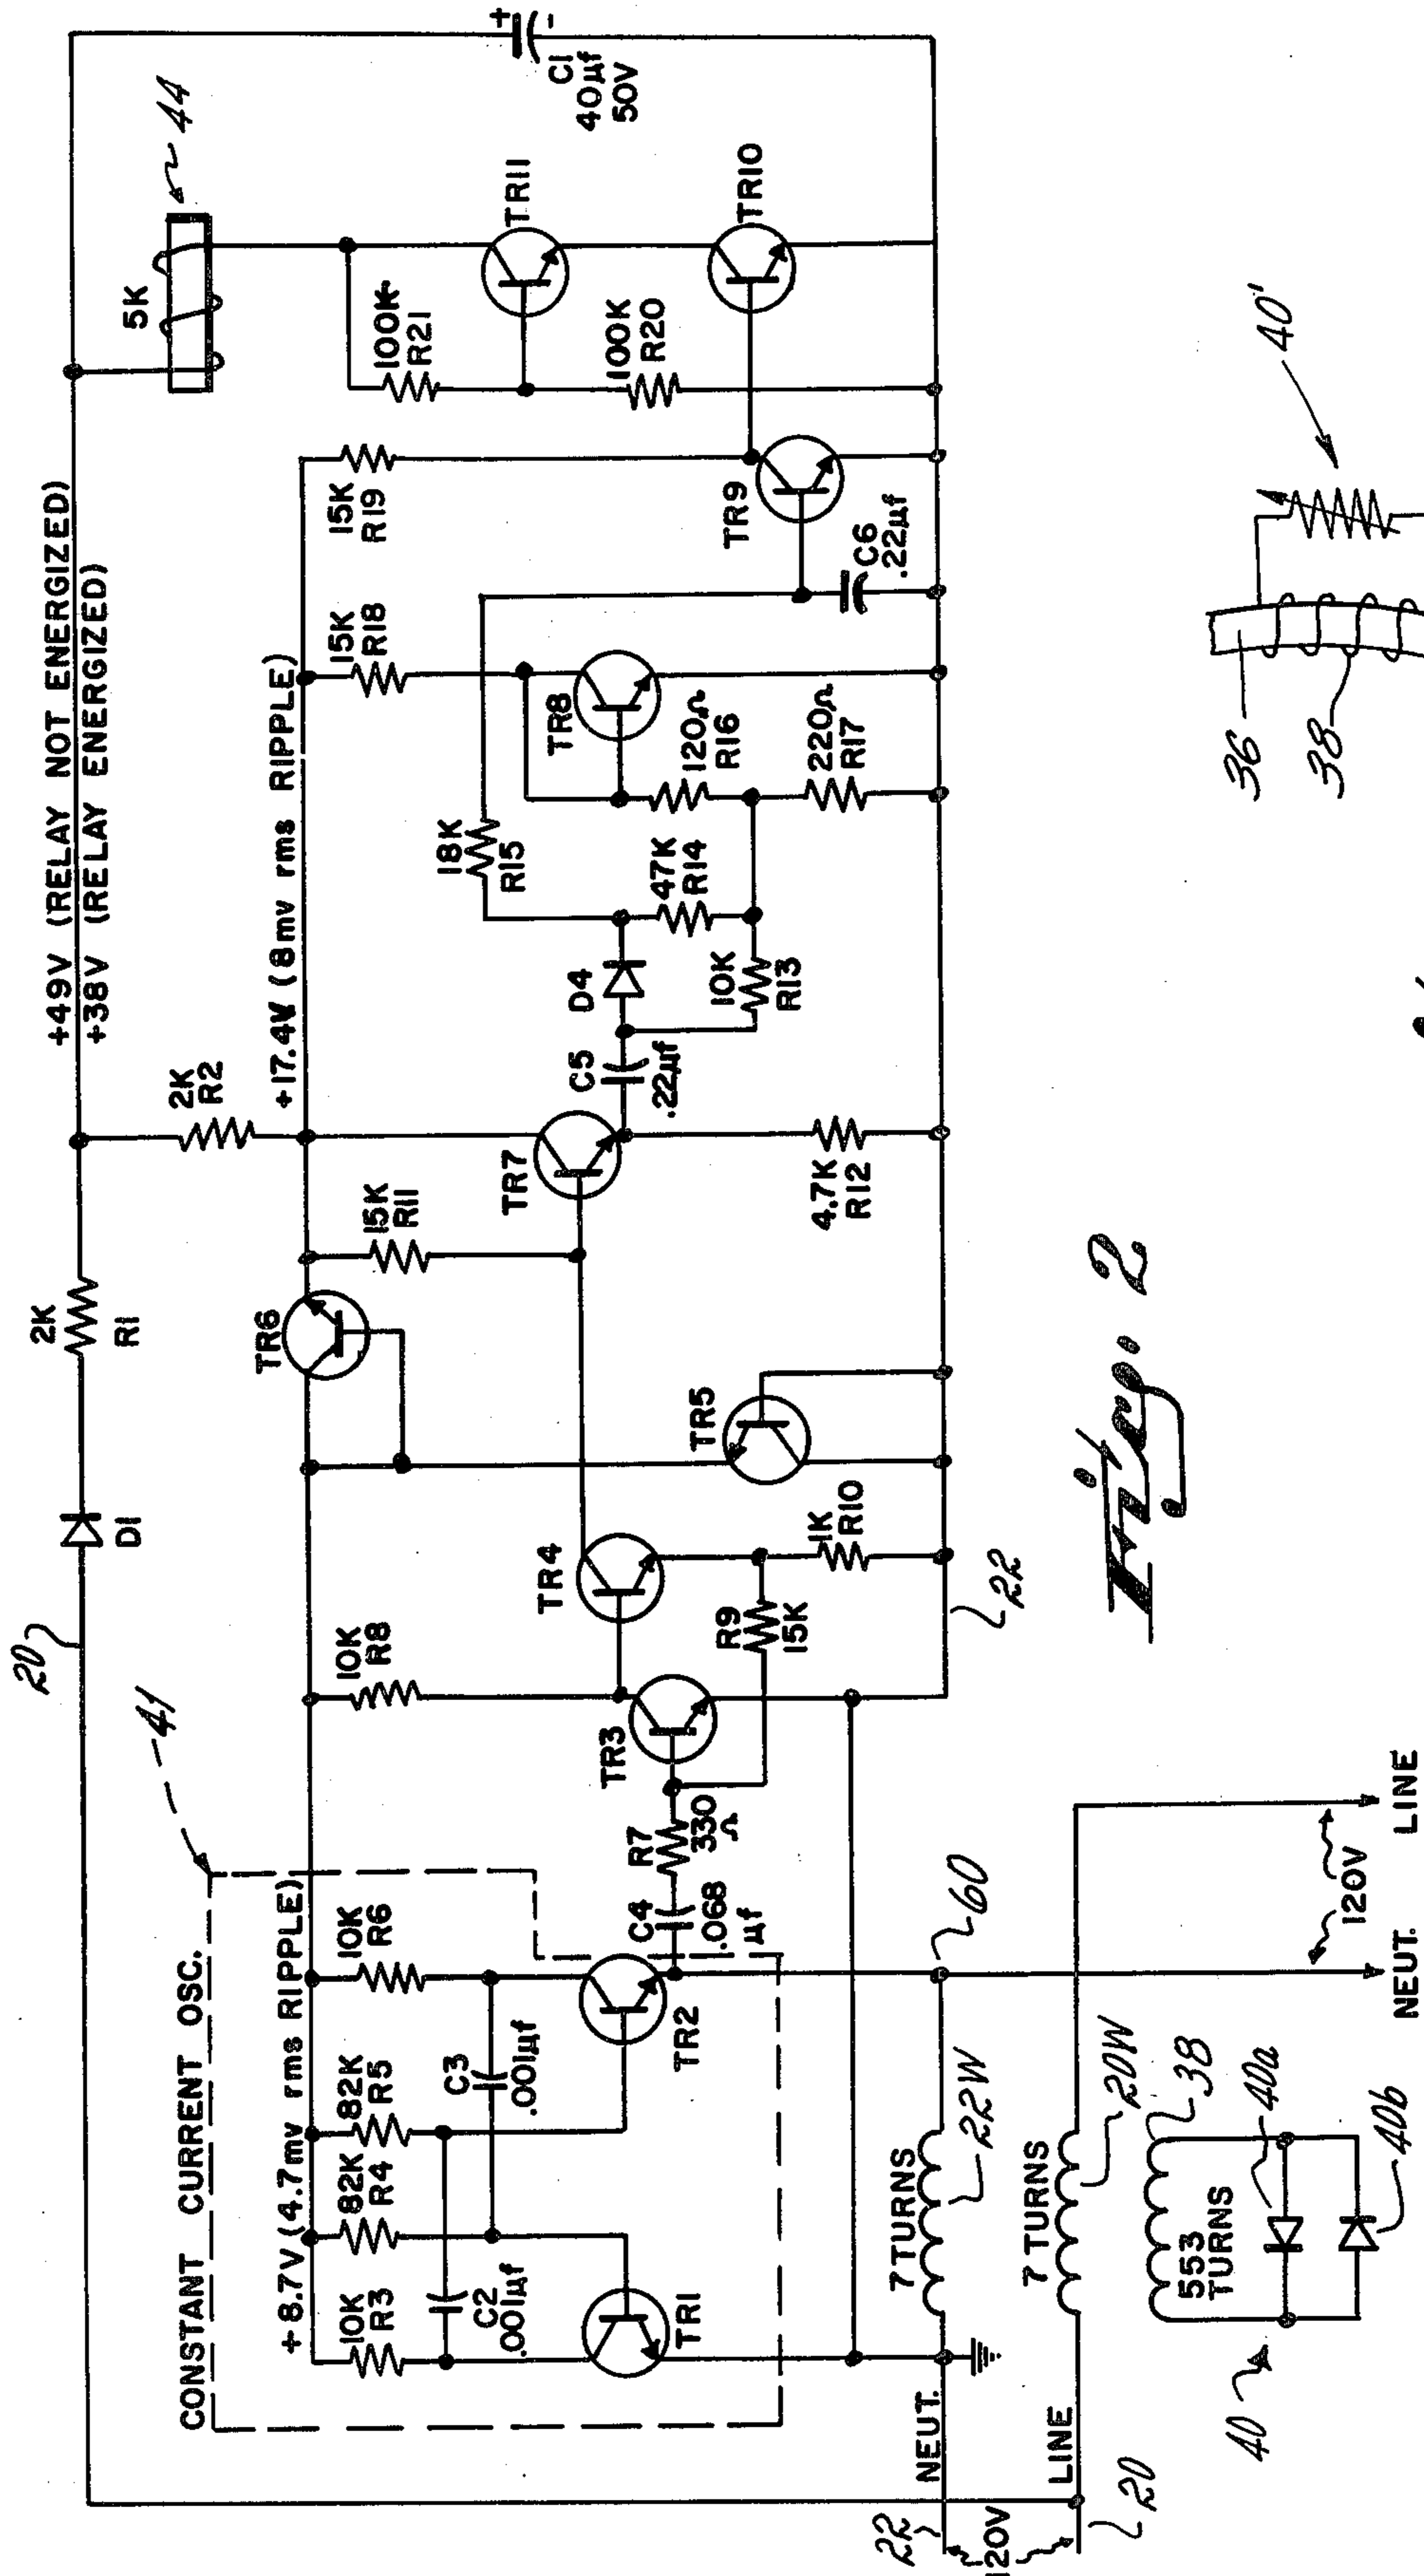 +49V (RELAY NOT ENERGIZED)
+38V (RELAY ENERGIZED)
+17.4V (8mv rms RIPPLE)
+8.7V (4.7mv rms RIPPLE)
CONSTANT CURRENT OSC.
41
20
D1
2K
R1
2K
R2
5K
44
C1
40µf
50V
+
-
10K
R3
82K
R4
82K
R5
10K
R6
C2
.001µf
C3
.001µf
TR1
TR2
C4
.068
µf
R7
330
Ω
TR3
10K
R8
R9
15K
TR4
1K
R10
TR5
TR6
15K
R11
TR7
4.7K
R12
C5
.22µf
D4
10K
R13
47K
R14
18K
R15
120Ω
R16
220Ω
R17
TR8
15K
R18
15K
R19
TR9
C6
.22µf
100K
R21
100K
R20
TR11
TR10
22
NEUT.
22
120V
LINE
20
7 TURNS
22W
7 TURNS
20W
553
TURNS
38
40
40a
40b
60
NEUT.
120V
LINE
Fig. 2
36
38
40'